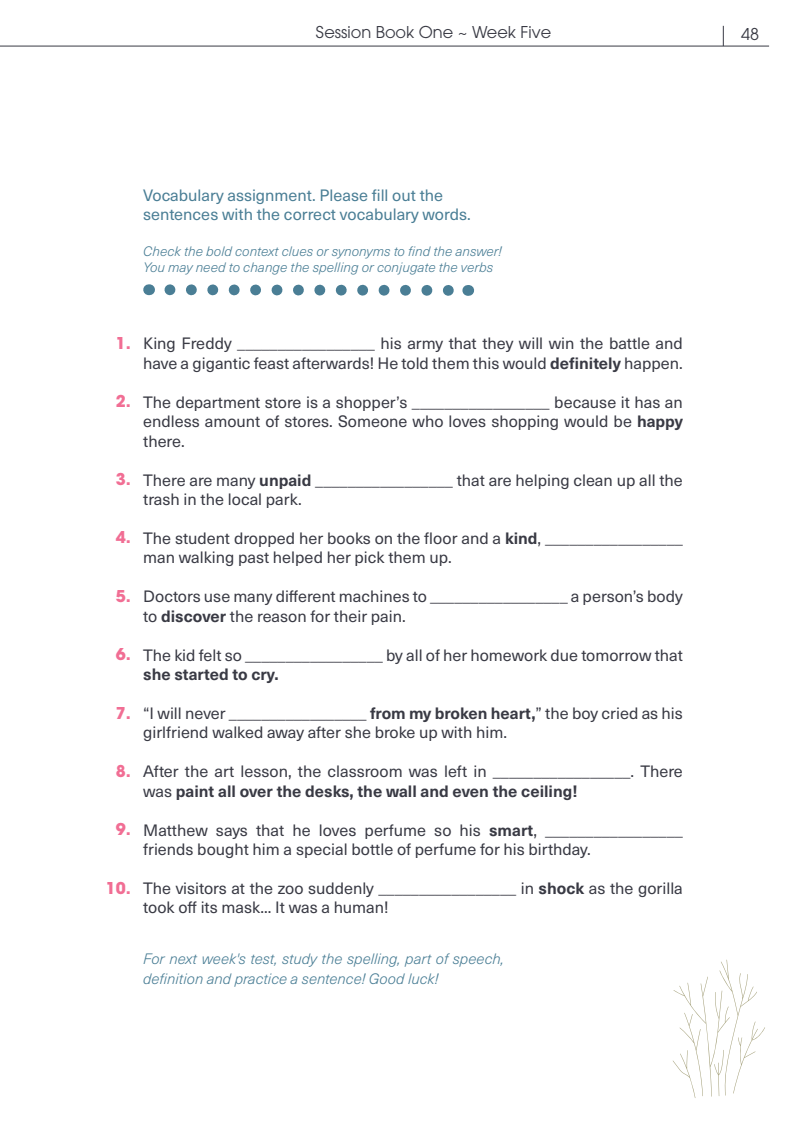 Session Book One ~ Week Five
48
Vocabulary assignment. Please fill out the
sentences with the correct vocabulary words.
Check the bold context clues or synonyms to find the answer!
You may need to change the spelling or conjugate the verbs
1. King Freddy _________________ his army that they will win the battle and
have a gigantic feast afterwards! He told them this would definitely happen.
2. The department store is a shopper's _________________ because it has an
endless amount of stores. Someone who loves shopping would be happy
there.
3. There are many unpaid _________________ that are helping clean up all the
trash in the local park.
4. The student dropped her books on the floor and a kind, _________________
man walking past helped her pick them up.
5. Doctors use many different machines to _________________ a person's body
to discover the reason for their pain.
6. The kid felt so _________________ by all of her homework due tomorrow that
she started to cry.
7. “I will never _________________ from my broken heart,” the boy cried as his
girlfriend walked away after she broke up with him.
8. After the art lesson, the classroom was left in _________________. There
was paint all over the desks, the wall and even the ceiling!
9. Matthew says that he loves perfume so his smart, _________________
friends bought him a special bottle of perfume for his birthday.
10. The visitors at the zoo suddenly _________________ in shock as the gorilla
took off its mask... It was a human!
For next week's test, study the spelling, part of speech,
definition and practice a sentence! Good luck!